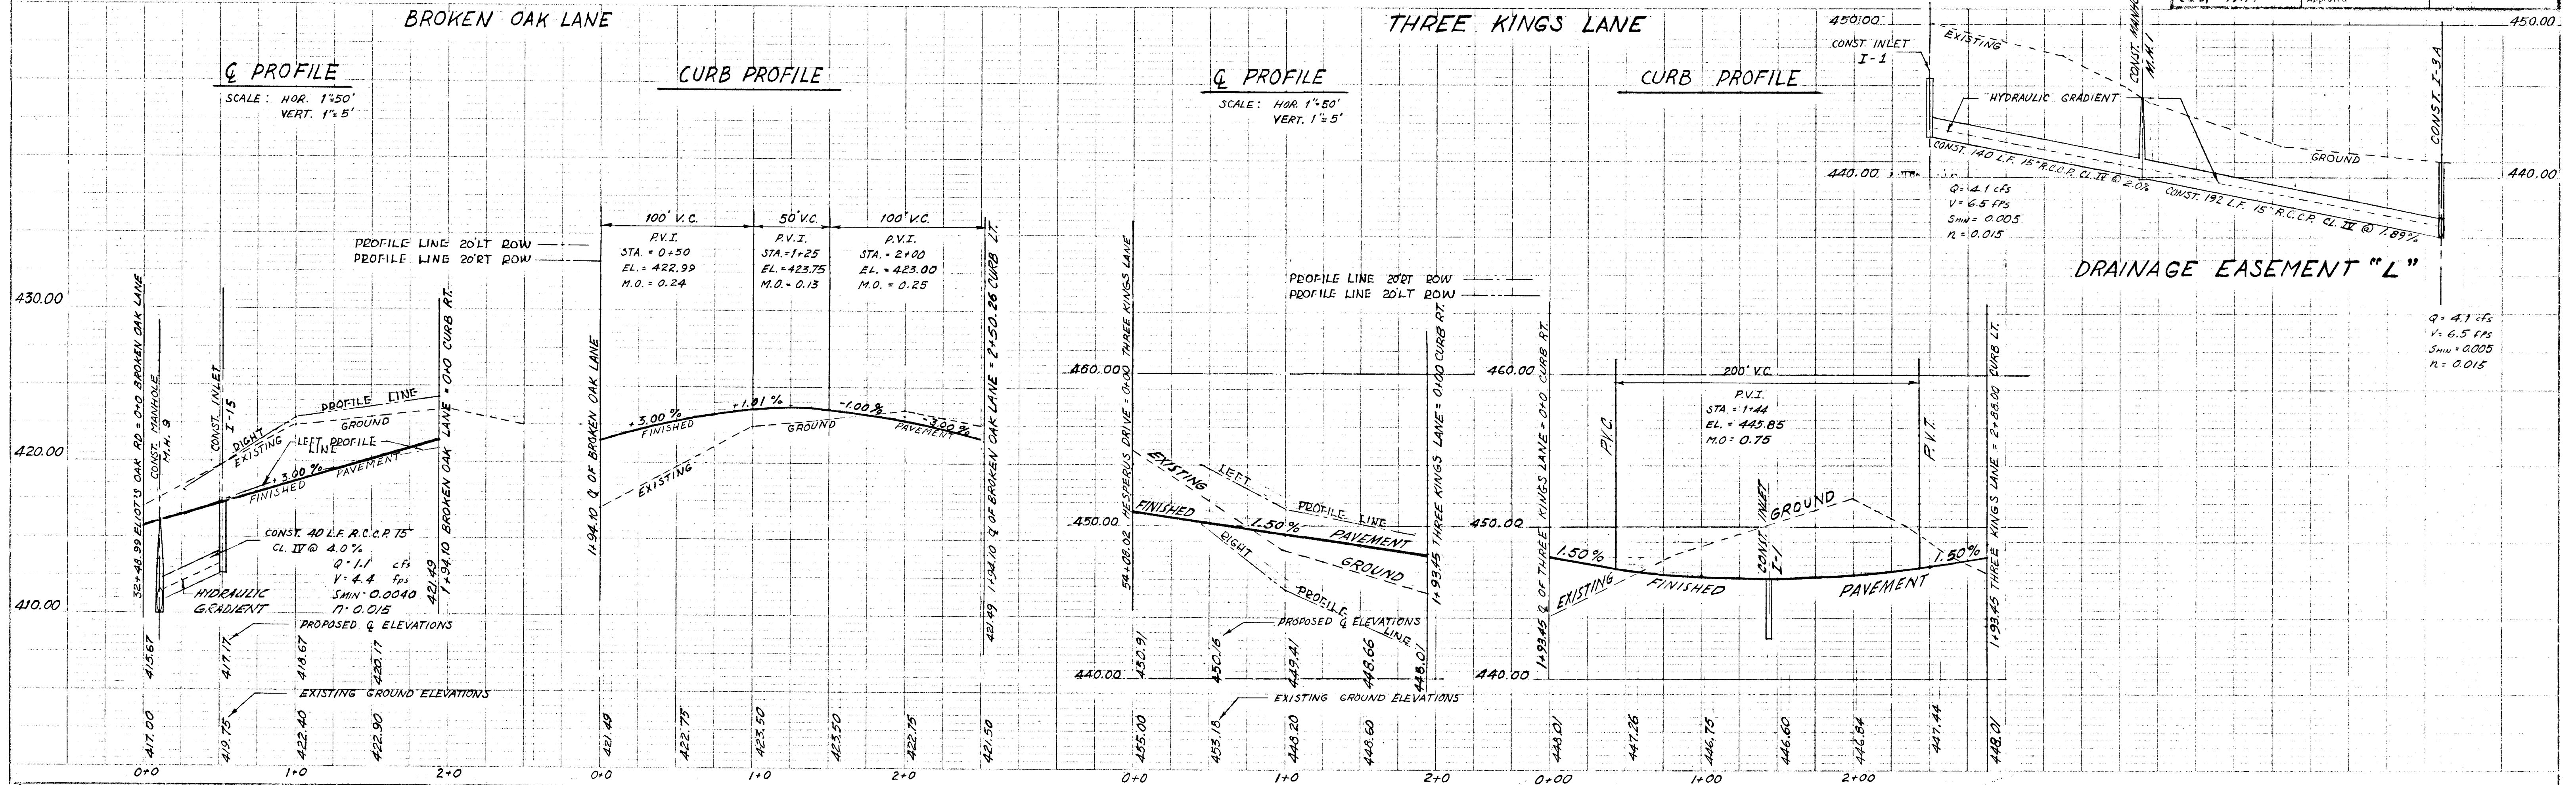 BROKEN OAK LANE
℄ PROFILE
SCALE: HOR. 1"=50'
VERT. 1"=5'
CURB PROFILE
PROFILE LINE 20'LT ROW
PROFILE LINE 20'RT ROW
430.00
420.00
410.00
32+48.99 ELIOT'S OAK RD = 0+0 BROKEN OAK LANE
CONST. MANHOLE
M.H. 9
CONST. INLET
I-15
RIGHT
PROFILE LINE
EXISTING
GROUND
LEFT PROFILE
LINE
+3.00%
FINISHED
PAVEMENT
CONST. 40 L.F. R.C.C.P. 15"
CL. IV @ 4.0%
Q=1.1 cfs
V=4.4 fps
SMIN=0.0040
n=0.015
HYDRAULIC
GRADIENT
421.49
1+94.10 BROKEN OAK LANE = 0+0 CURB RT.
PROPOSED ℄ ELEVATIONS
415.67
417.17
418.67
420.17
EXISTING GROUND ELEVATIONS
417.00
419.75
422.40
422.90
0+0
1+0
2+0
1+94.10 ℄ OF BROKEN OAK LANE
100' V.C.
P.V.I.
STA. = 0+50
EL. = 422.99
M.O. = 0.24
50' V.C.
P.V.I.
STA. = 1+25
EL. = 423.75
M.O. = 0.13
100' V.C.
P.V.I.
STA. = 2+00
EL. = 423.00
M.O. = 0.25
+3.00%
FINISHED
+1.01%
-1.00%
-3.00%
GROUND
PAVEMENT
EXISTING
421.49 1+94.10 ℄ OF BROKEN OAK LANE = 2+50.26 CURB LT.
421.49
422.75
423.50
423.50
422.75
421.50
0+0
1+0
2+0
THREE KINGS LANE
℄ PROFILE
SCALE: HOR. 1"=50'
VERT. 1"=5'
CURB PROFILE
PROFILE LINE 20'RT ROW
PROFILE LINE 20'LT ROW
460.00
440.00
54+08.02 HESPERUS DRIVE = 0+00 THREE KINGS LANE
EXISTING
LEFT
PROFILE LINE
FINISHED
450.00
1.50%
PAVEMENT
RIGHT
GROUND
PROFILE
LINE
PROPOSED ℄ ELEVATIONS
450.91
450.16
449.41
448.66
448.01
EXISTING GROUND ELEVATIONS
455.00
453.18
448.20
448.60
0+0
1+0
2+0
1+93.45 THREE KINGS LANE = 0+00 CURB RT.
460.00
450.00
440.00
1+93.45 ℄ OF THREE KINGS LANE = 0+0 CURB RT.
200' V.C.
P.V.I.
STA. = 1+44
EL. = 445.85
M.O. = 0.75
P.V.C.
P.V.T.
CONST. INLET
I-1
GROUND
1.50%
1.50%
EXISTING
FINISHED
PAVEMENT
1+93.45 THREE KINGS LANE = 2+88.00 CURB LT.
448.01
447.26
446.75
446.60
446.84
447.44
448.01
0+00
1+00
2+00
450.00
450.00
CONST. INLET
I-1
EXISTING
CONST. MANHO
M.H. 1
CONST. I-3A
HYDRAULIC GRADIENT
GROUND
440.00
440.00
CONST. 140 L.F. 15" R.C.C.P. CL. IV @ 2.0%
CONST. 192 L.F. 15" R.C.C.P. CL. IV @ 1.89%
Q=4.1 cfs
V=6.5 fps
SMIN=0.005
n=0.015
DRAINAGE EASEMENT "L"
Q=4.1 cfs
V=6.5 fps
SMIN=0.005
n=0.015